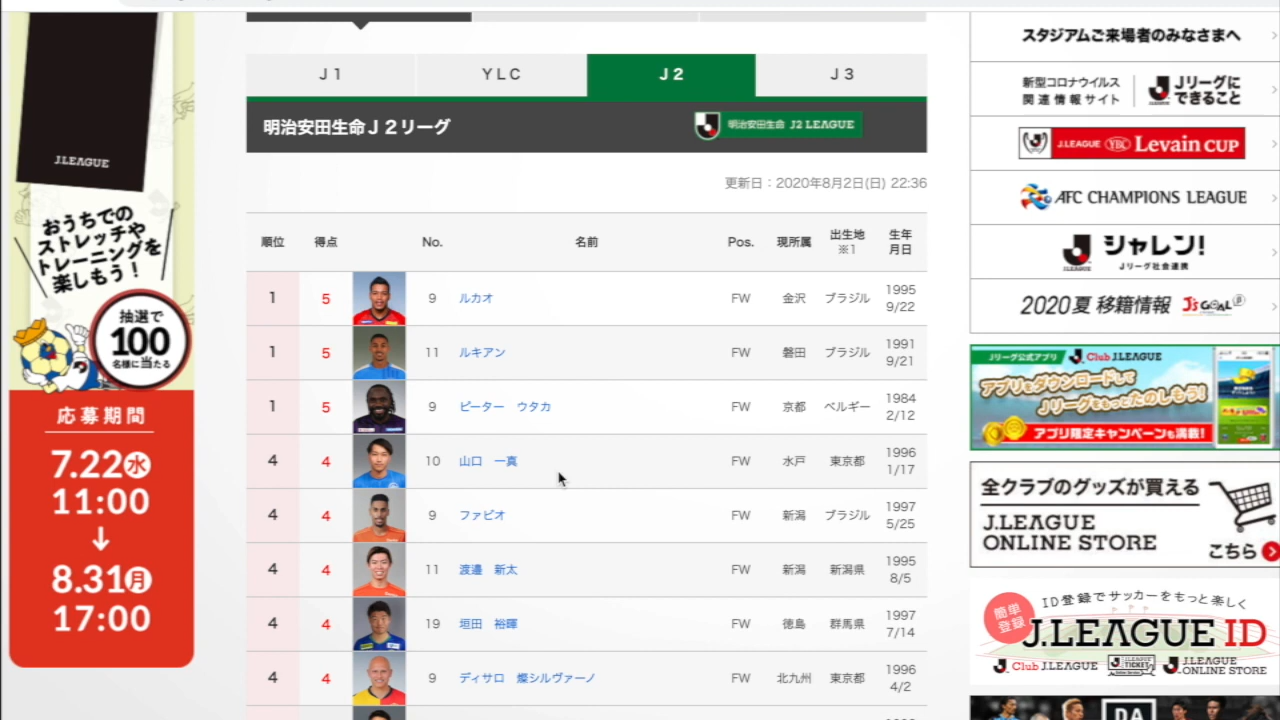 J.LEAGUE
おうちでの
ストレッチや
トレーニングを
楽しもう！
抽選で
100
名様に当たる
応募期間
7.22水
11:00
↓
8.31月
17:00
J1 YLC J2 J3
明治安田生命J2リーグ
明治安田生命 J2 LEAGUE
更新日：2020年8月2日(日) 22:36
順位 得点 No. 名前 Pos. 現所属 出生地 ※1 生年月日
1 5 9 ルカオ FW 金沢 ブラジル 1995 9/22
1 5 11 ルキアン FW 磐田 ブラジル 1991 9/21
1 5 9 ピーター　ウタカ FW 京都 ベルギー 1984 2/12
4 4 10 山口　一真 FW 水戸 東京都 1996 1/17
4 4 9 ファビオ FW 新潟 ブラジル 1997 5/25
4 4 11 渡邉　新太 FW 新潟 新潟県 1995 8/5
4 4 19 垣田　裕暉 FW 徳島 群馬県 1997 7/14
4 4 9 ディサロ　燦シルヴァーノ FW 北九州 東京都 1996 4/2
スタジアムご来場者のみなさまへ
新型コロナウイルス
関連情報サイト
Jリーグに
できること
J.LEAGUE YBC Levain CUP
AFC CHAMPIONS LEAGUE
シャレン！
Jリーグ社会連携
2020夏 移籍情報 J'sGOAL
Jリーグ公式アプリ Club J.LEAGUE
アプリをダウンロードして
Jリーグをもっとたのしもう！
アプリ限定キャンペーンも満載！
全クラブのグッズが買える
J.LEAGUE
ONLINE STORE
こちら
簡単
登録
ID登録でサッカーをもっと楽しく
J.LEAGUE ID
Club J.LEAGUE J.LEAGUE TICKET J.LEAGUE ONLINE STORE
DA